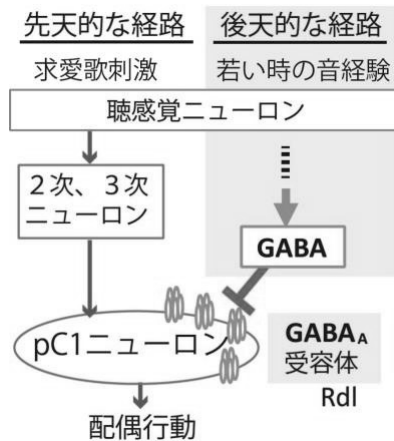 先天的な経路 後天的な経路
求愛歌刺激 若い時の音経験
聴感覚ニューロン
２次、３次
ニューロン
GABA
pC1ニューロン
GABAA
受容体
Rdl
配偶行動